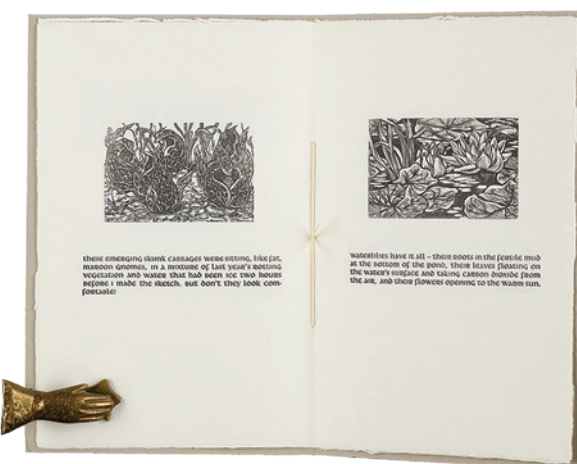 these emerging skunk cabbages were sitting, like fat,
maroon gnomes, in a mixture of last year's rotting
vegetation and water that had been ice two hours
before i made the sketch. but don't they look com-
fortable!
waterlilies have it all – their roots in the fertile mud
at the bottom of the pond, their leaves floating on
the water's surface and taking carbon dioxide from
the air, and their flowers opening to the warm sun.